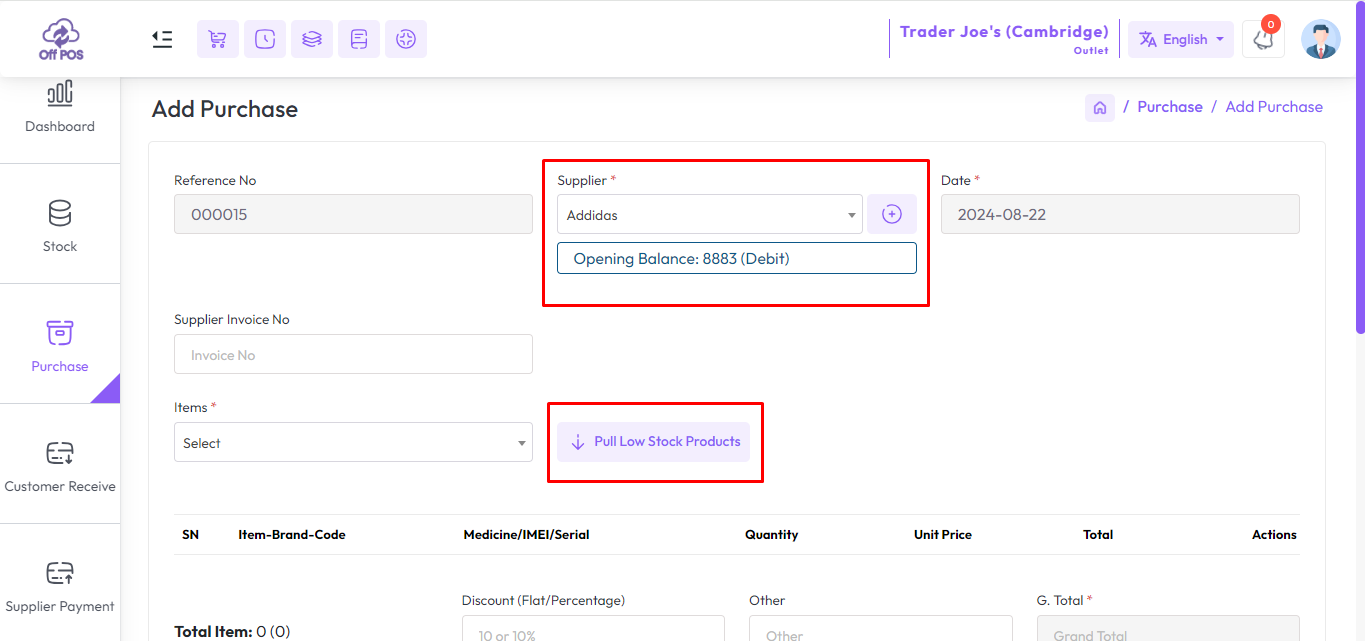 Off POS
Trader Joe's (Cambridge)
Outlet
English
0
Dashboard
Stock
Purchase
Customer Receive
Supplier Payment
Add Purchase
/ Purchase / Add Purchase
Reference No
000015
Supplier *
Addidas
Opening Balance: 8883 (Debit)
Date *
2024-08-22
Supplier Invoice No
Invoice No
Items *
Select
Pull Low Stock Products
SN Item-Brand-Code Medicine/IMEI/Serial Quantity Unit Price Total Actions
Total Item: 0 (0)
Discount (Flat/Percentage)
10 or 10%
Other
Other
G. Total *
Grand Total